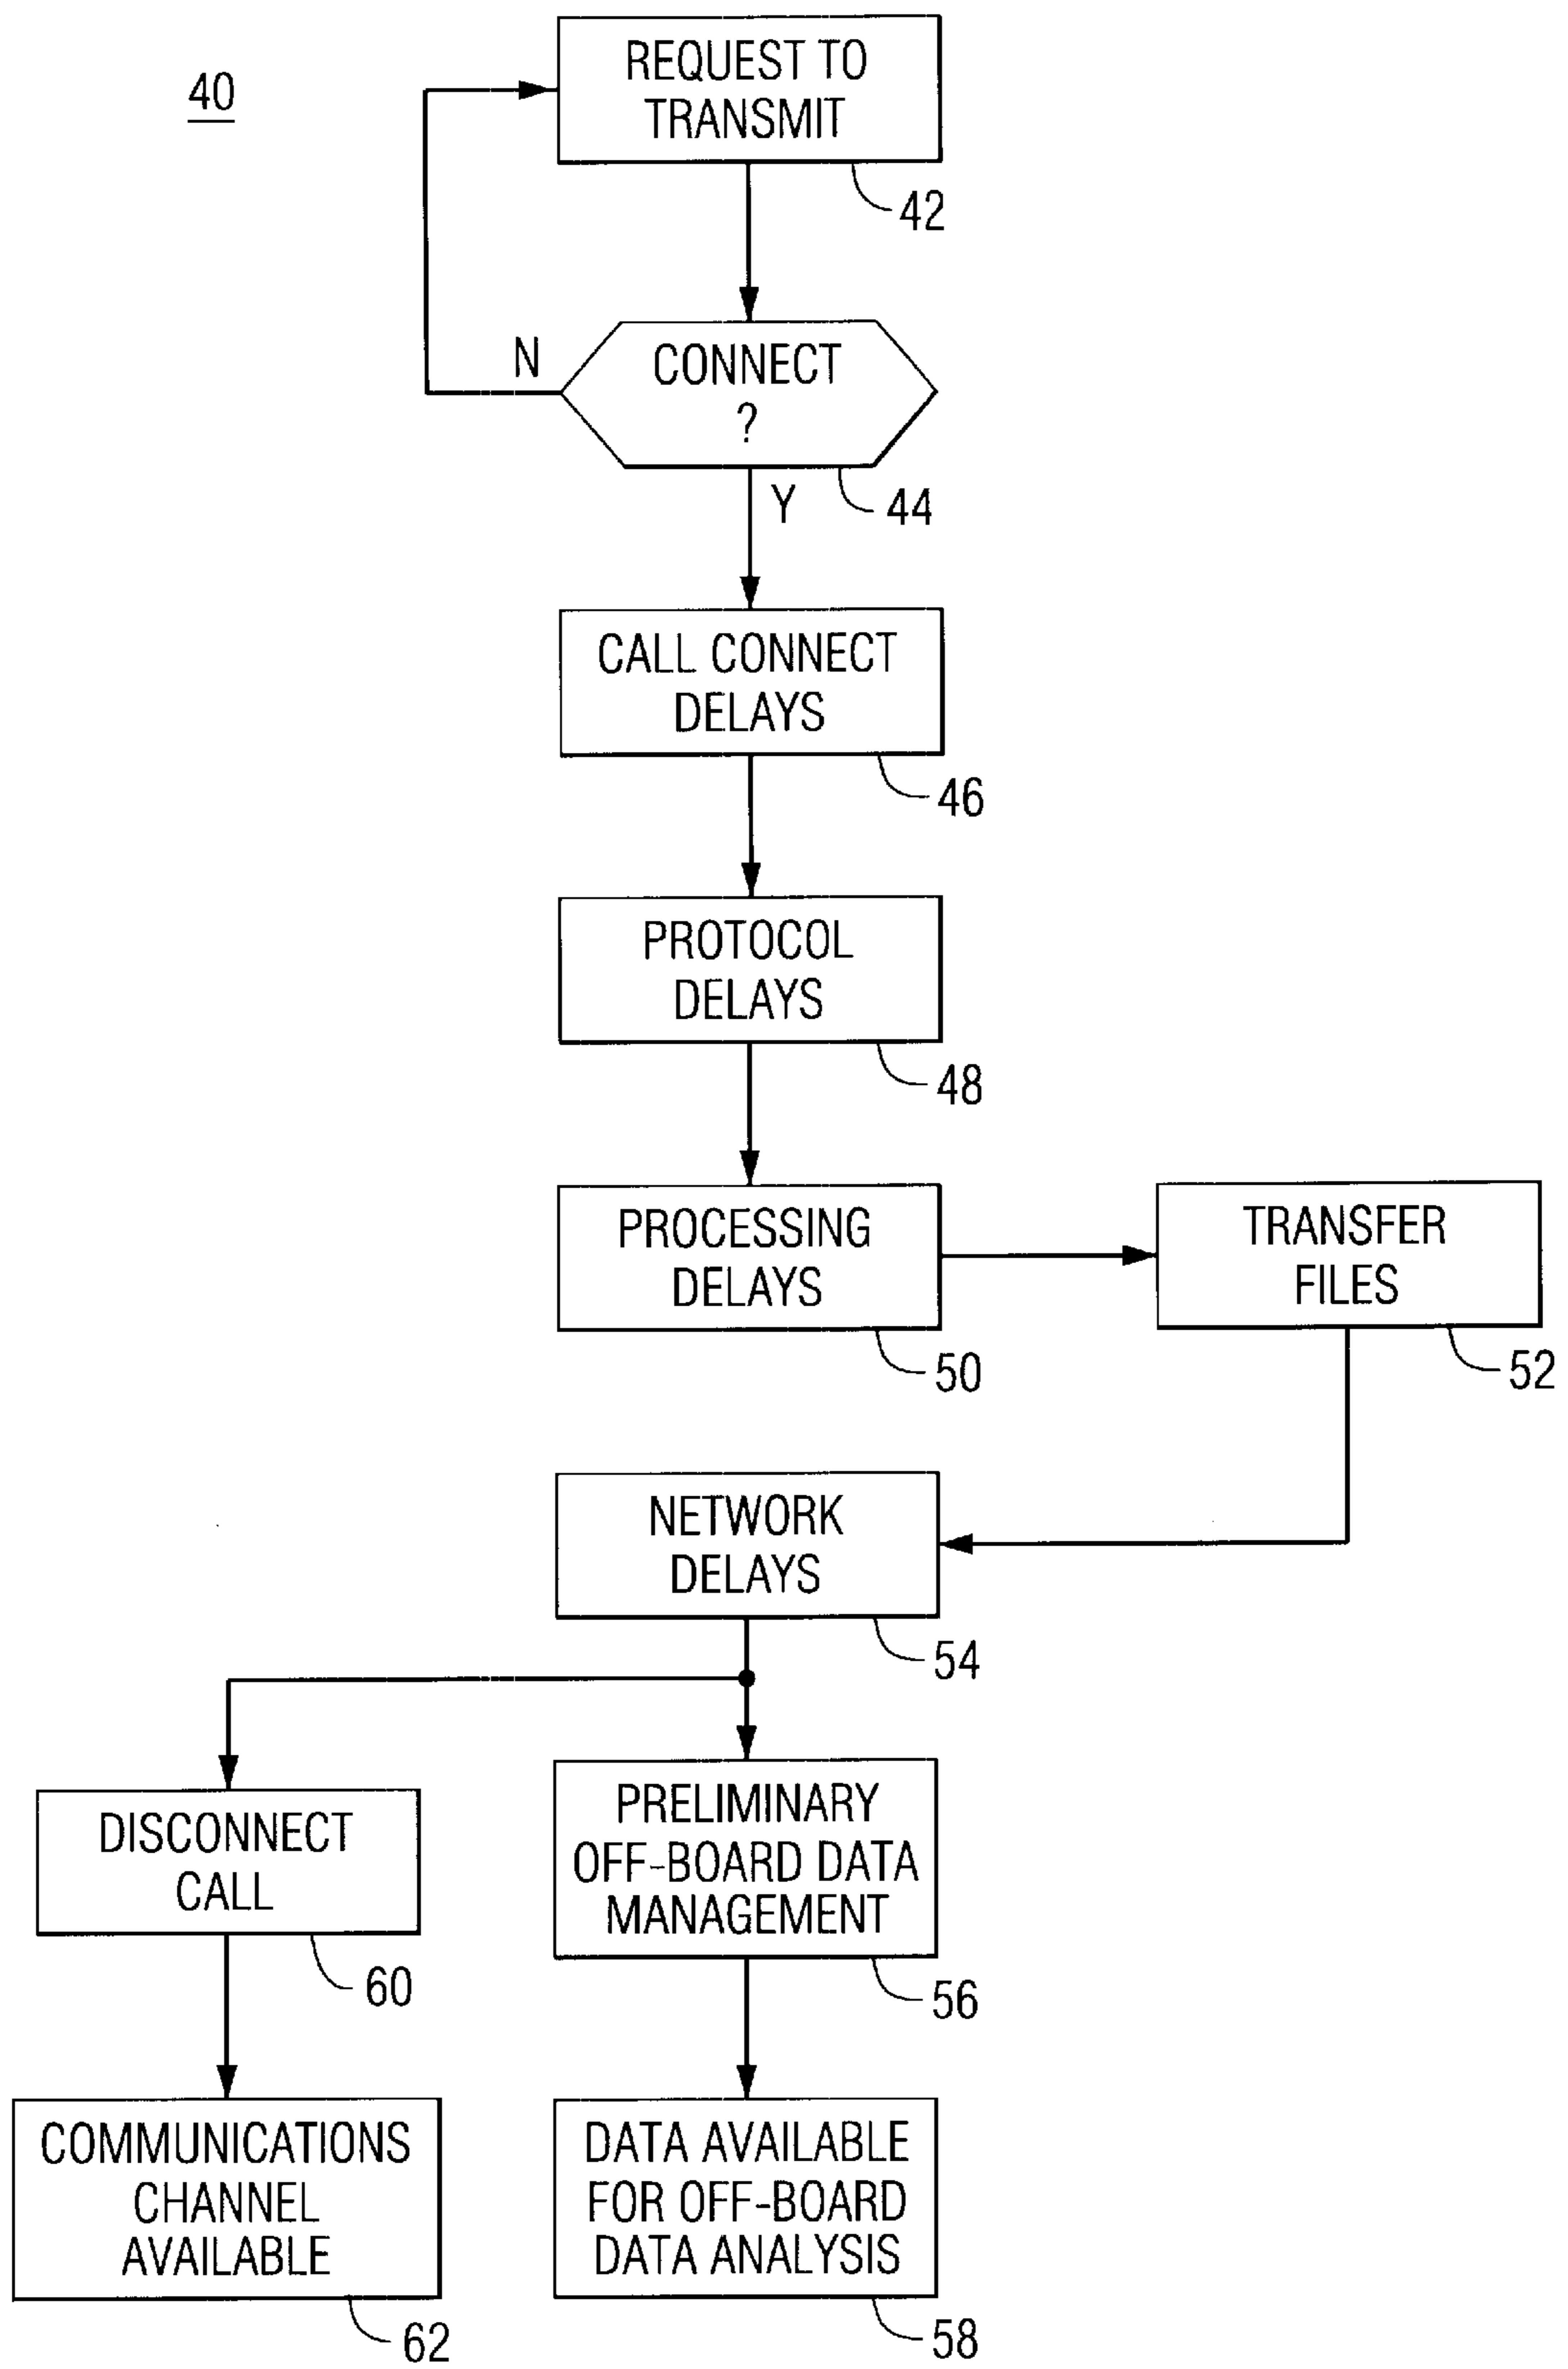 40
REQUEST TO
TRANSMIT
42
N
CONNECT
?
Y
44
CALL CONNECT
DELAYS
46
PROTOCOL
DELAYS
48
PROCESSING
DELAYS
50
TRANSFER
FILES
52
NETWORK
DELAYS
54
DISCONNECT
CALL
60
PRELIMINARY
OFF-BOARD DATA
MANAGEMENT
56
COMMUNICATIONS
CHANNEL
AVAILABLE
62
DATA AVAILABLE
FOR OFF-BOARD
DATA ANALYSIS
58